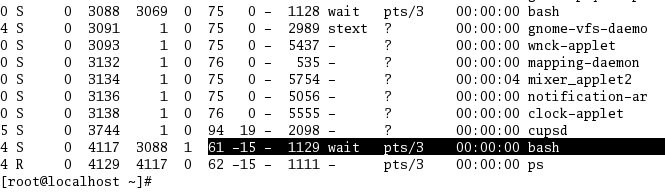 0 S     0  3088  3069  0  75   0 -  1128 wait   pts/3    00:00:00 bash
4 S     0  3091     1  0  75   0 -  2989 stext  ?        00:00:00 gnome-vfs-daemo
0 S     0  3093     1  0  75   0 -  5437 -      ?        00:00:00 wnck-applet
0 S     0  3132     1  0  76   0 -   535 -      ?        00:00:00 mapping-daemon
0 S     0  3134     1  0  75   0 -  5754 -      ?        00:00:04 mixer_applet2
0 S     0  3136     1  0  75   0 -  5056 -      ?        00:00:00 notification-ar
0 S     0  3138     1  0  76   0 -  5555 -      ?        00:00:00 clock-applet
5 S     0  3744     1  0  94  19 -  2098 -      ?        00:00:00 cupsd
4 S     0  4117  3088  1  61 -15 -  1129 wait   pts/3    00:00:00 bash
4 R     0  4129  4117  0  62 -15 -  1111 -      pts/3    00:00:00 ps
[root@localhost ~]#